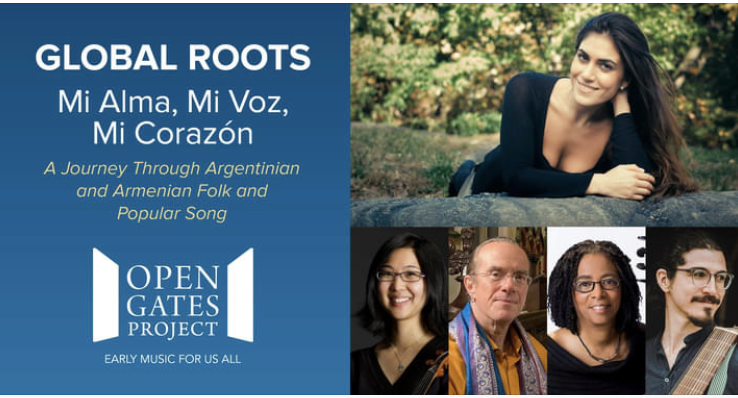 GLOBAL ROOTS
Mi Alma, Mi Voz,
Mi Corazón
A Journey Through Argentinian
and Armenian Folk and
Popular Song
OPEN
GATES
PROJECT
EARLY MUSIC FOR US ALL